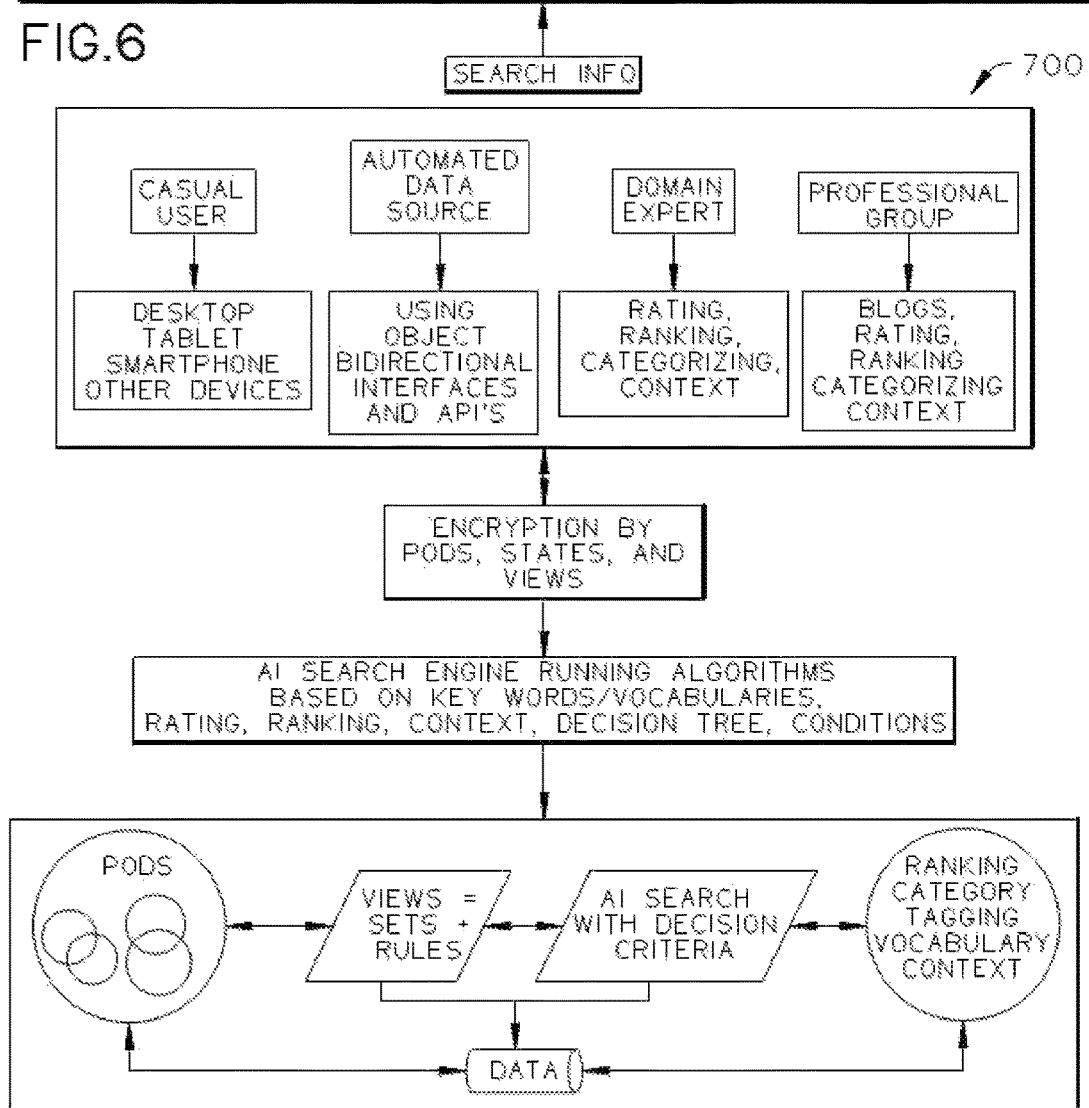 FIG.6
SEARCH INFO
700
CASUAL
USER
AUTOMATED
DATA
SOURCE
DOMAIN
EXPERT
PROFESSIONAL
GROUP
DESKTOP
TABLET
SMARTPHONE
OTHER DEVICES
USING
OBJECT
BIDIRECTIONAL
INTERFACES
AND API'S
RATING,
RANKING,
CATEGORIZING,
CONTEXT
BLOGS,
RATING,
RANKING
CATEGORIZING
CONTEXT
ENCRYPTION BY
PODS, STATES, AND
VIEWS
AI SEARCH ENGINE RUNNING ALGORITHMS
BASED ON KEY WORDS/VOCABULARIES,
RATING, RANKING, CONTEXT, DECISION TREE, CONDITIONS
PODS
VIEWS =
SETS +
RULES
AI SEARCH
WITH DECISION
CRITERIA
RANKING
CATEGORY
TAGGING
VOCABULARY
CONTEXT
DATA